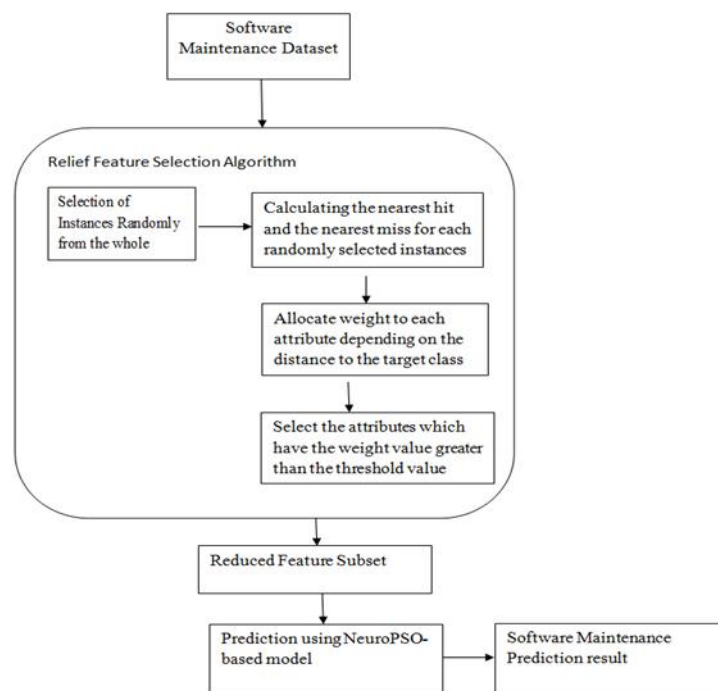 Software
Maintenance Dataset
Relief Feature Selection Algorithm
Selection of
Instances Randomly
from the whole
Calculating the nearest hit
and the nearest miss for each
randomly selected instances
Allocate weight to each
attribute depending on the
distance to the target class
Select the attributes which
have the weight value greater
than the threshold value
Reduced Feature Subset
Prediction using NeuroPSO-
based model
Software Maintenance
Prediction result